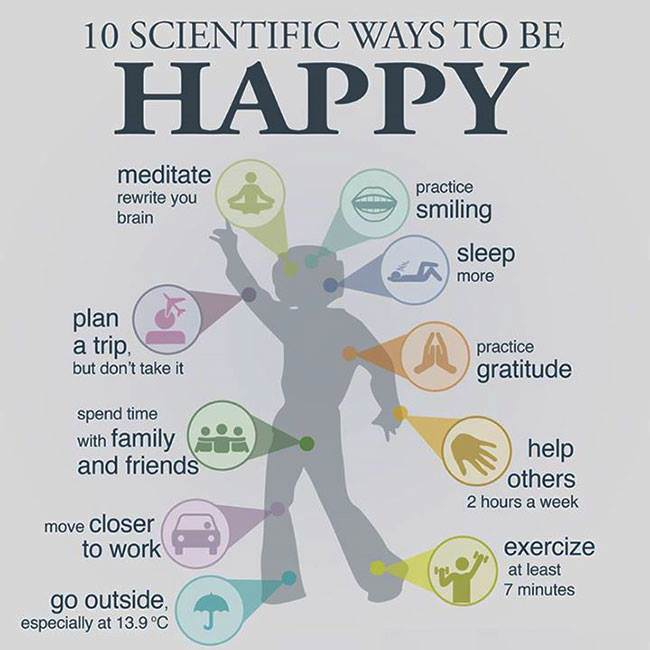 10 SCIENTIFIC WAYS TO BE
HAPPY
meditate
rewrite you
brain
practice
smiling
sleep
more
plan
a trip,
but don't take it
practice
gratitude
spend time
with family
and friends
help
others
2 hours a week
move closer
to work
exercize
at least
7 minutes
go outside,
especially at 13.9 °C